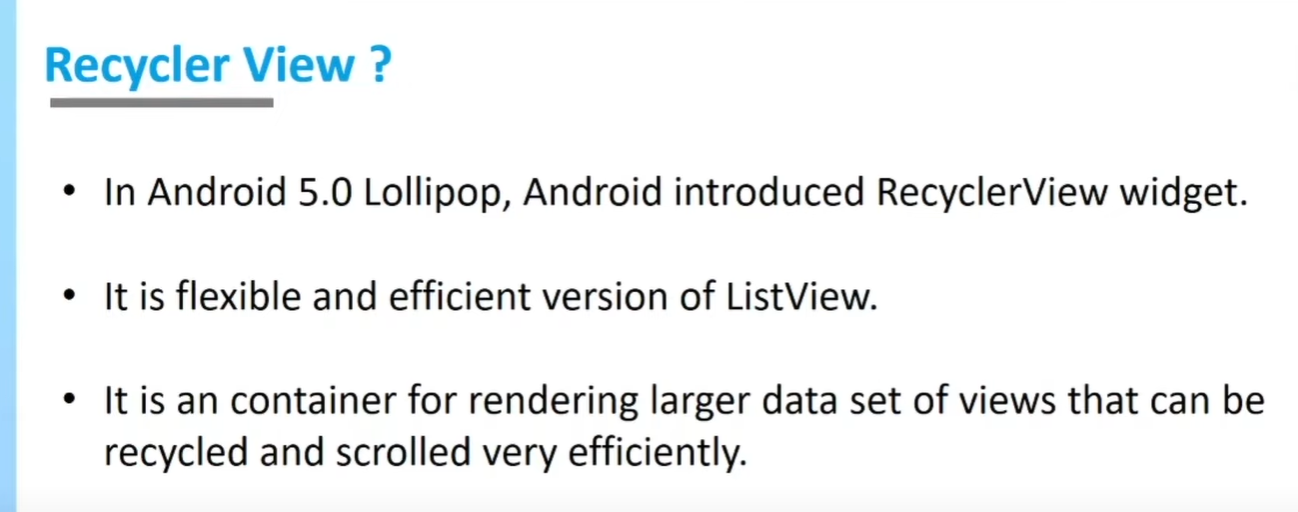 Recycler View ?
• In Android 5.0 Lollipop, Android introduced RecyclerView widget.
• It is flexible and efficient version of ListView.
• It is an container for rendering larger data set of views that can be
recycled and scrolled very efficiently.